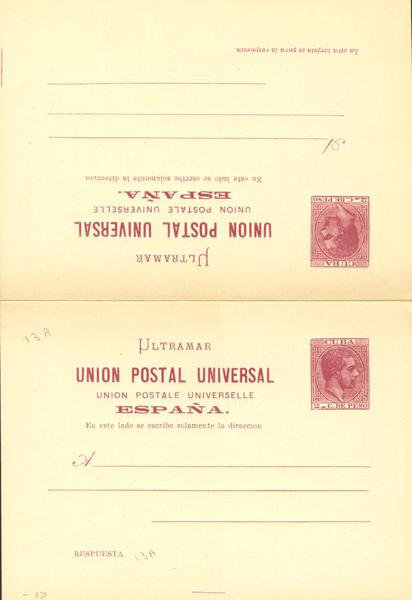 La otra tarjeta es para la respuesta.
En este lado se escribe solamente la direccion
ESPAÑA.
UNION POSTALE UNIVERSELLE
UNION POSTAL UNIVERSAL
ULTRAMAR
2 C. DE PESO
CUBA
13A
ULTRAMAR
UNION POSTAL UNIVERSAL
UNION POSTALE UNIVERSELLE
ESPAÑA.
En este lado se escribe solamente la direccion
CUBA
2 C. DE PESO
A
RESPUESTA.
13A